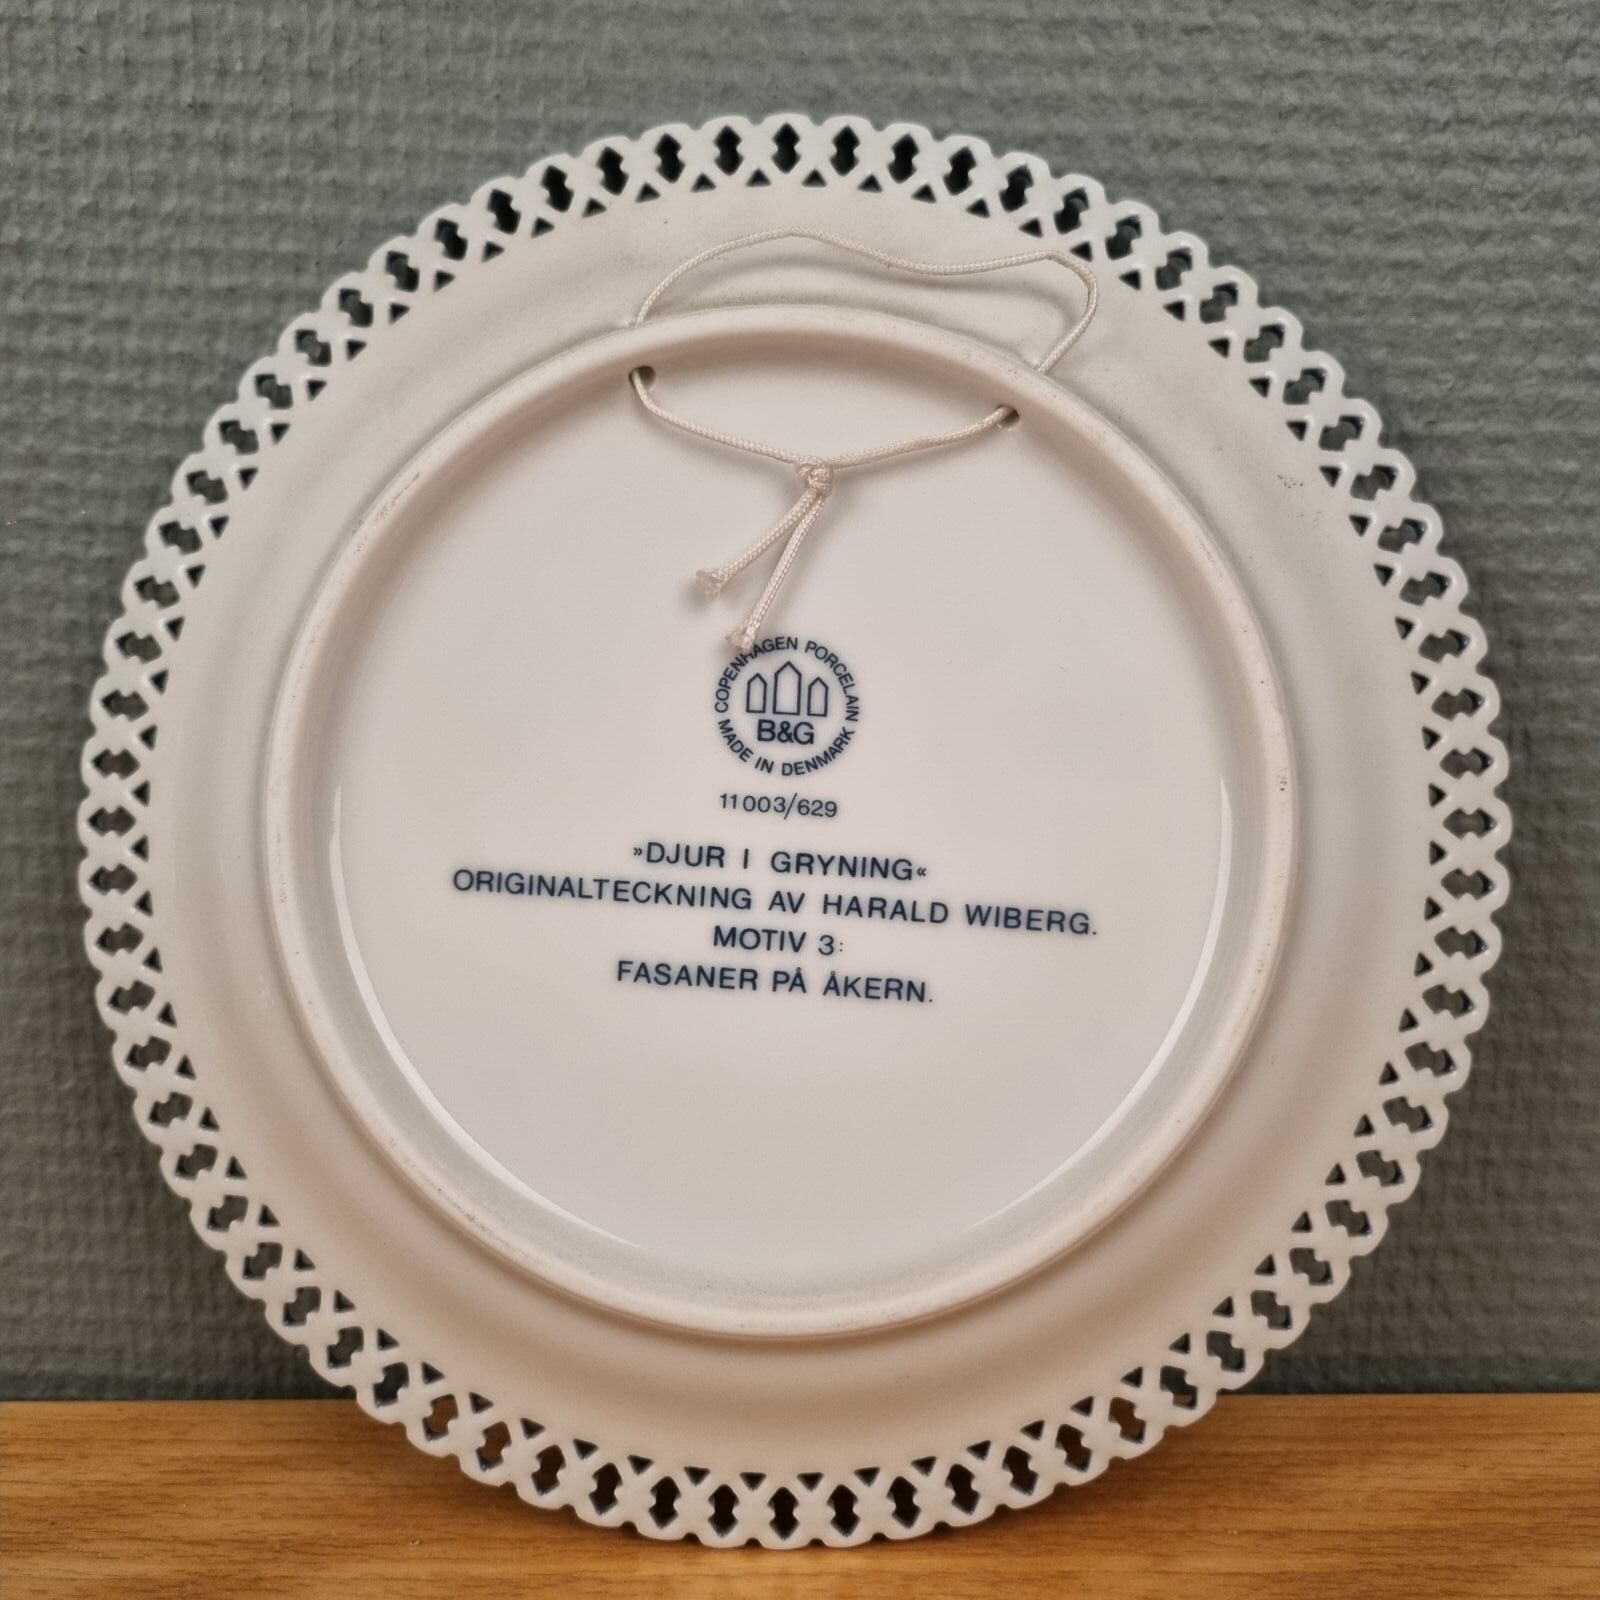 COPENHAGEN PORCELAIN
B&G
MADE IN DENMARK
11003/629
»DJUR I GRYNING«
ORIGINALTECKNING AV HARALD WIBERG.
MOTIV 3:
FASANER PÅ ÅKERN.